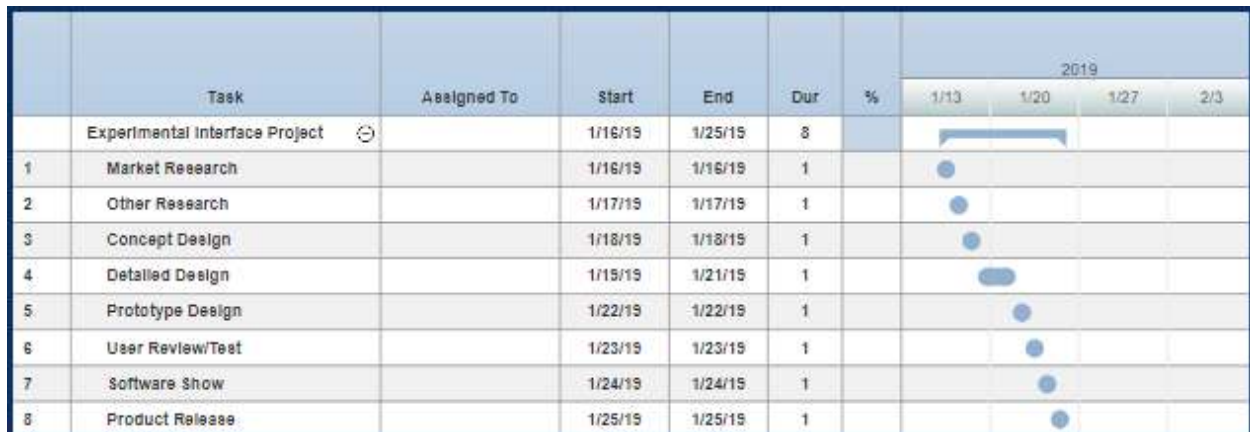 2019
Task Assigned To Start End Dur % 1/13 1/20 1/27 2/3
Experimental Interface Project 1/16/19 1/25/19 8
1 Market Research 1/16/19 1/16/19 1
2 Other Research 1/17/19 1/17/19 1
3 Concept Design 1/18/19 1/18/19 1
4 Detailed Design 1/19/19 1/21/19 1
5 Prototype Design 1/22/19 1/22/19 1
6 User Review/Test 1/23/19 1/23/19 1
7 Software Show 1/24/19 1/24/19 1
8 Product Release 1/25/19 1/25/19 1